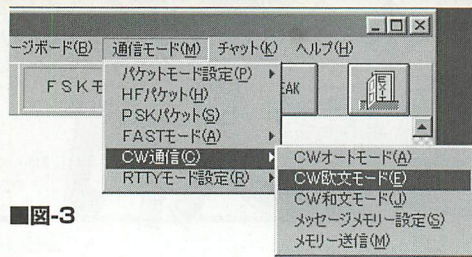 ージボード(B) 通信モード(M) チャット(K) ヘルプ(H)
FSKモ
EAK
EXIT
パケットモード設定(P)
HFパケット(H)
PSKパケット(S)
FASTモード(A)
CW通信(C)
RTTYモード設定(R)
CWオートモード(A)
CW欧文モード(E)
CW和文モード(J)
メッセージメモリー設定(S)
メモリー送信(M)
■図-3